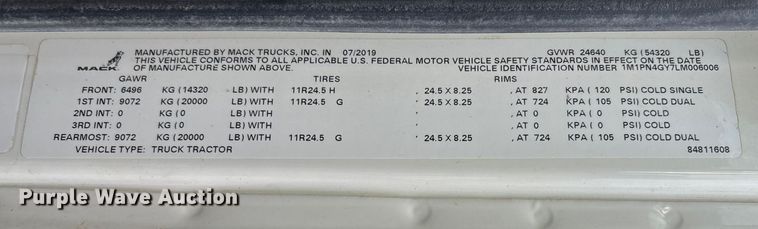 MANUFACTURED BY MACK TRUCKS, INC. IN 07/2019 GVWR 24640 KG (54320 LB)
THIS VEHICLE CONFORMS TO ALL APPLICABLE U.S. FEDERAL MOTOR VEHICLE SAFETY STANDARDS IN EFFECT ON THE DATE
MACK OF MANUFACTURE SHOWN ABOVE. VEHICLE IDENTIFICATION NUMBER 1M1PN4GY7LM006006
GAWR TIRES RIMS
FRONT: 6496 KG (14320 LB) WITH 11R24.5 H , 24.5 X 8.25 , AT 827 KPA ( 120 PSI) COLD SINGLE
1ST INT: 9072 KG (20000 LB) WITH 11R24.5 G , 24.5 X 8.25 , AT 724 KPA ( 105 PSI) COLD DUAL
2ND INT: 0 KG (0 LB) WITH , , AT 0 KPA ( 0 PSI) COLD
3RD INT: 0 KG (0 LB) WITH , , AT 0 KPA ( 0 PSI) COLD
REARMOST: 9072 KG (20000 LB) WITH 11R24.5 G , 24.5 X 8.25 , AT 724 KPA ( 105 PSI) COLD DUAL
VEHICLE TYPE: TRUCK TRACTOR 84811608
Purple Wave Auction